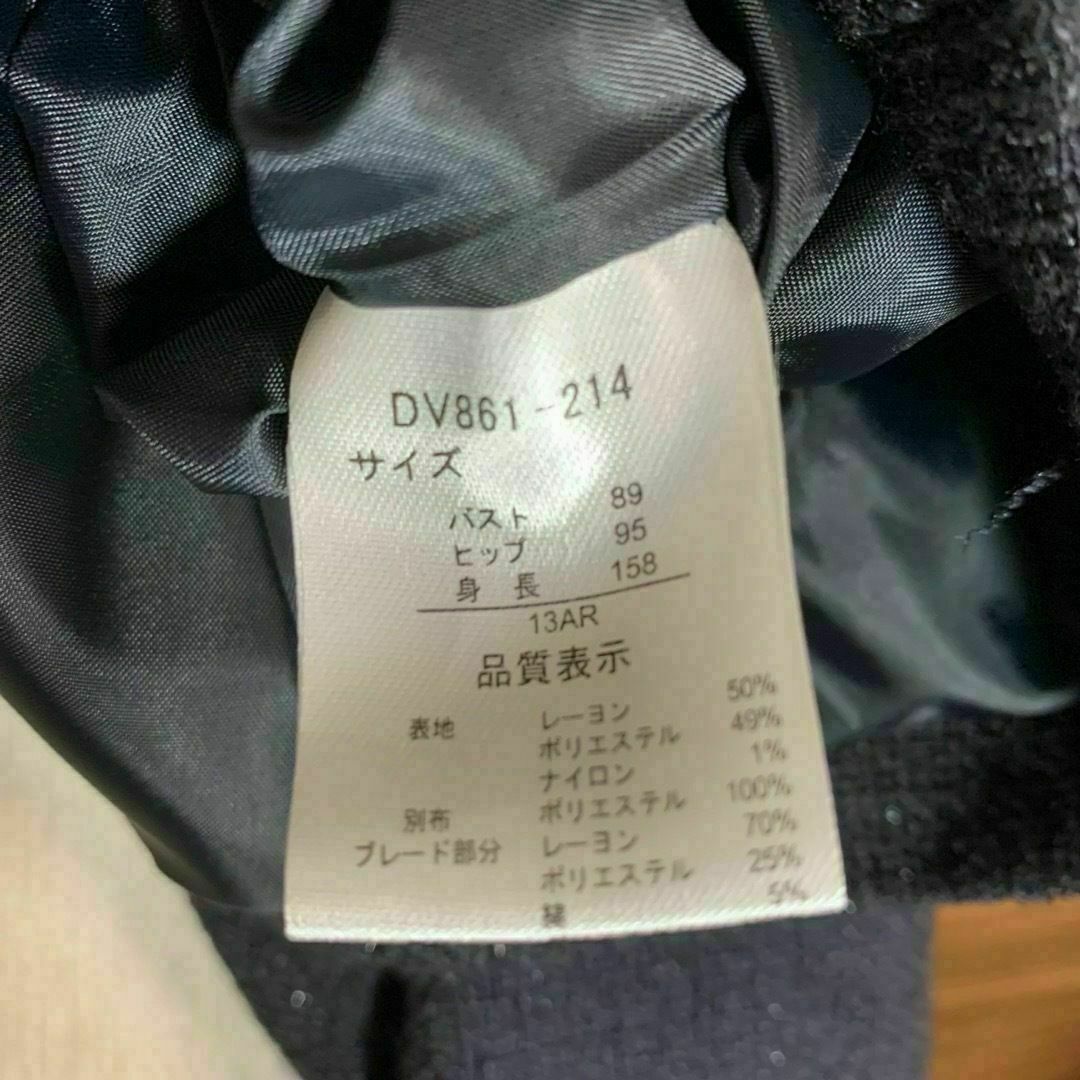 DV861-214
サイズ
バスト 89
ヒップ 95
身長 158
13AR
品質表示
表地 レーヨン 50%
ポリエステル 49%
ナイロン 1%
別布 ポリエステル 100%
ブレード部分 レーヨン 70%
ポリエステル 25%
綿 5%